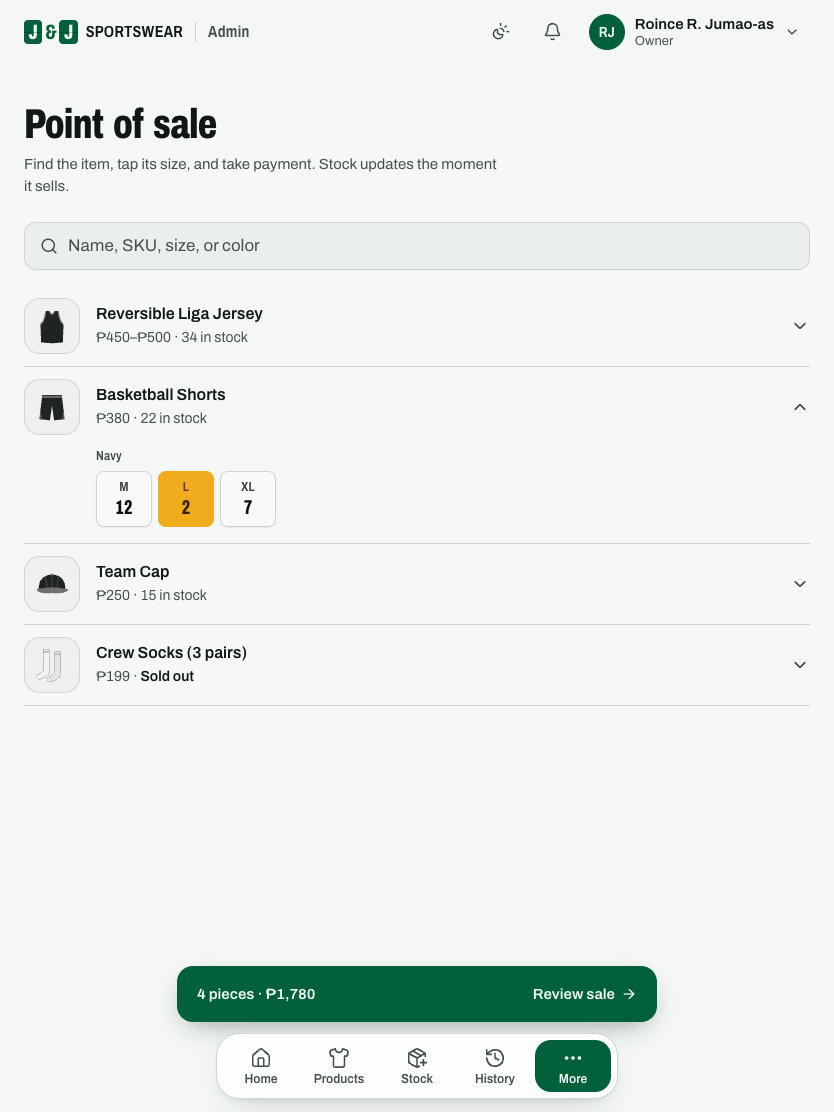 J & J SPORTSWEAR Admin
RJ
Roince R. Jumao-as
Owner
Point of sale
Find the item, tap its size, and take payment. Stock updates the moment
it sells.
Name, SKU, size, or color
Reversible Liga Jersey
₱450–₱500 · 34 in stock
Basketball Shorts
₱380 · 22 in stock
Navy
M L XL
12 2 7
Team Cap
₱250 · 15 in stock
Crew Socks (3 pairs)
₱199 · Sold out
4 pieces · ₱1,780 Review sale →
Home Products Stock History More